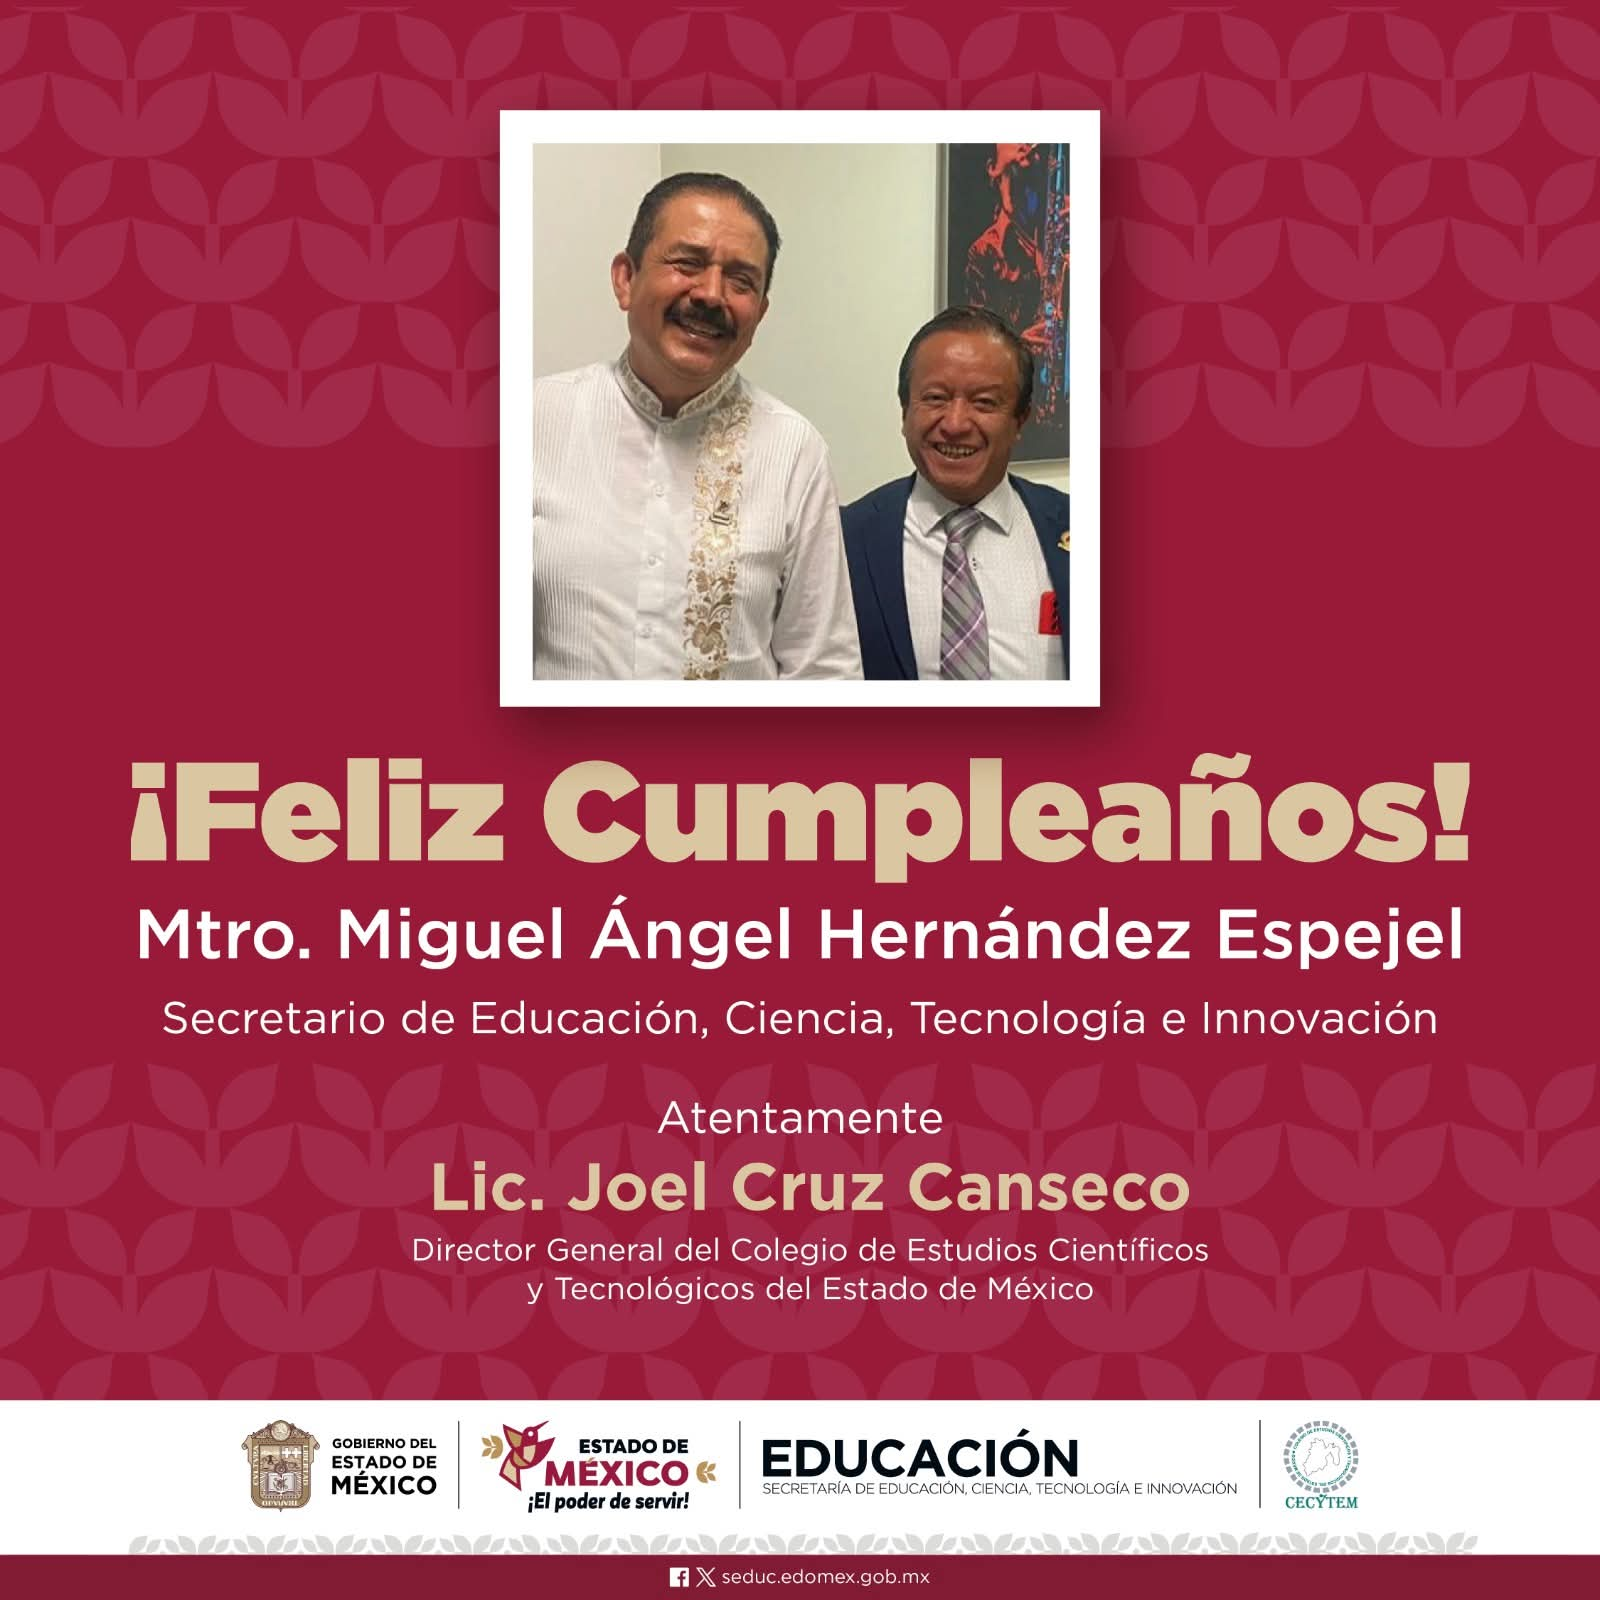 ¡Feliz Cumpleaños!
Mtro. Miguel Ángel Hernández Espejel
Secretario de Educación, Ciencia, Tecnología e Innovación
Atentamente
Lic. Joel Cruz Canseco
Director General del Colegio de Estudios Científicos
y Tecnológicos del Estado de México
GOBIERNO DEL
ESTADO DE
MÉXICO
ESTADO DE
MÉXICO
¡El poder de servir!
EDUCACIÓN
SECRETARÍA DE EDUCACIÓN, CIENCIA, TECNOLOGÍA E INNOVACIÓN
CECYTEM
seduc.edomex.gob.mx